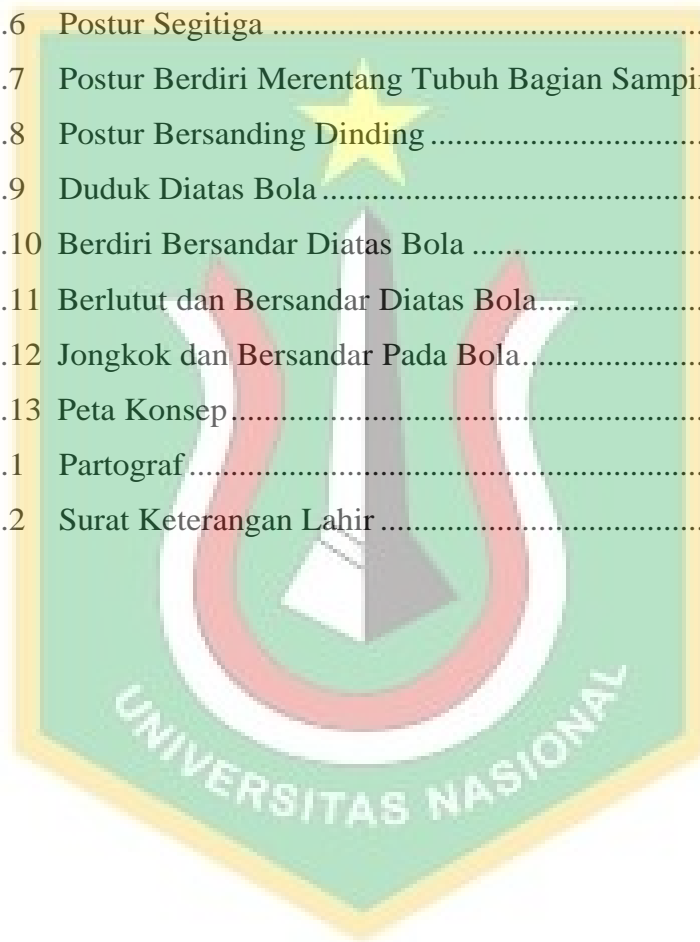 .6 Postur Segitiga ....................................................
.7 Postur Berdiri Merentang Tubuh Bagian
.8 Postur Bersanding Dinding ................................
.9 Duduk Diatas Bola .............................................
.10 Berdiri Bersandar Diatas Bola ...........................
.11 Berlutut dan Bersandar Diatas Bola...................
.12 Jongkok dan Bersandar Pada Bola.....................
.13 Peta Konsep.........................................................
.1 Partograf..............................................................
.2 Surat Keterangan Lahir ......................................
UNIVERSITAS NASIONAL